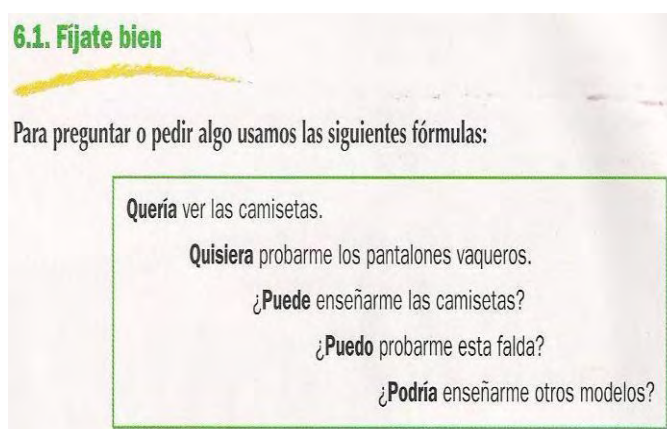 6.1. Fíjate bien
Para preguntar o pedir algo usamos las siguientes fórmulas:
Quería ver las camisetas.
Quisiera probarme los pantalones vaqueros.
¿Puede enseñarme las camisetas?
¿Puedo probarme esta falda?
¿Podría enseñarme otros modelos?